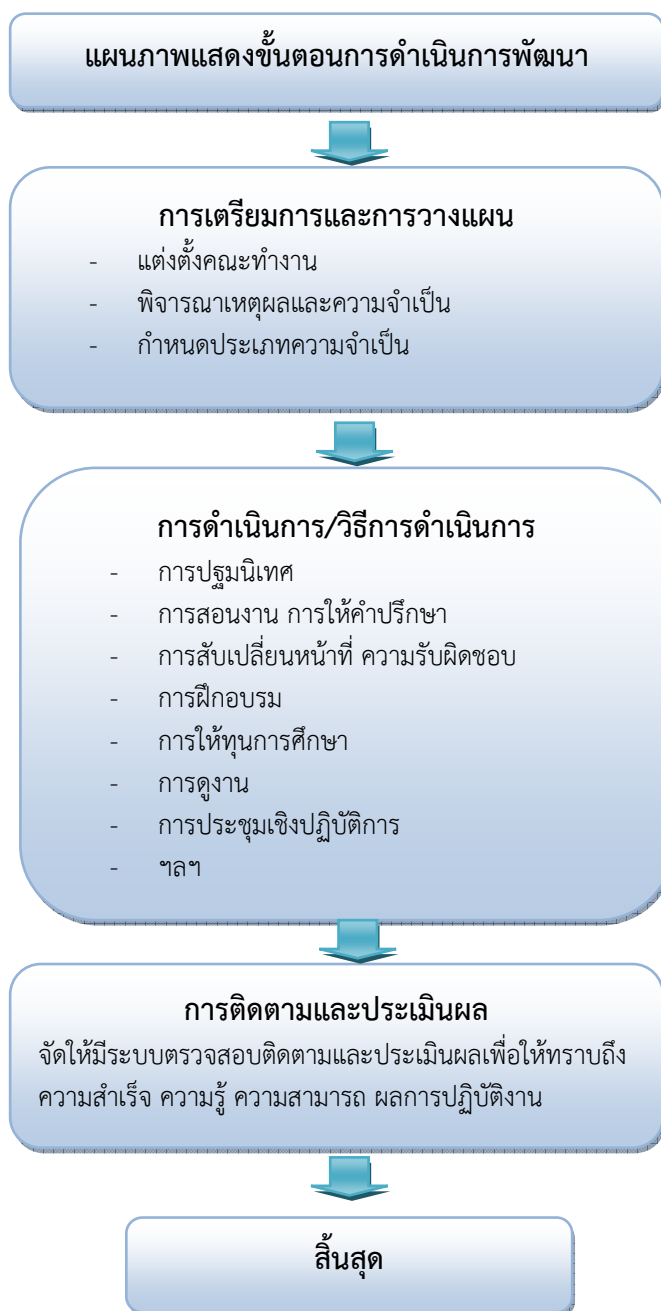 แผนภาพแสดงขั้นตอนการดำเนินการพัฒนา
การเตรียมการและการวางแผน
- แต่งตั้งคณะทำงาน
- พิจารณาเหตุผลและความจำเป็น
- กำหนดประเภทความจำเป็น
การดำเนินการ/วิธีการดำเนินการ
- การปฐมนิเทศ
- การสอนงาน การให้คำปรึกษา
- การสับเปลี่ยนหน้าที่ ความรับผิดชอบ
- การฝึกอบรม
- การให้ทุนการศึกษา
- การดูงาน
- การประชุมเชิงปฏิบัติการ
- ฯลฯ
การติดตามและประเมินผล
จัดให้มีระบบตรวจสอบติดตามและประเมินผลเพื่อให้ทราบถึง
ความสำเร็จ ความรู้ ความสามารถ ผลการปฏิบัติงาน
สิ้นสุด